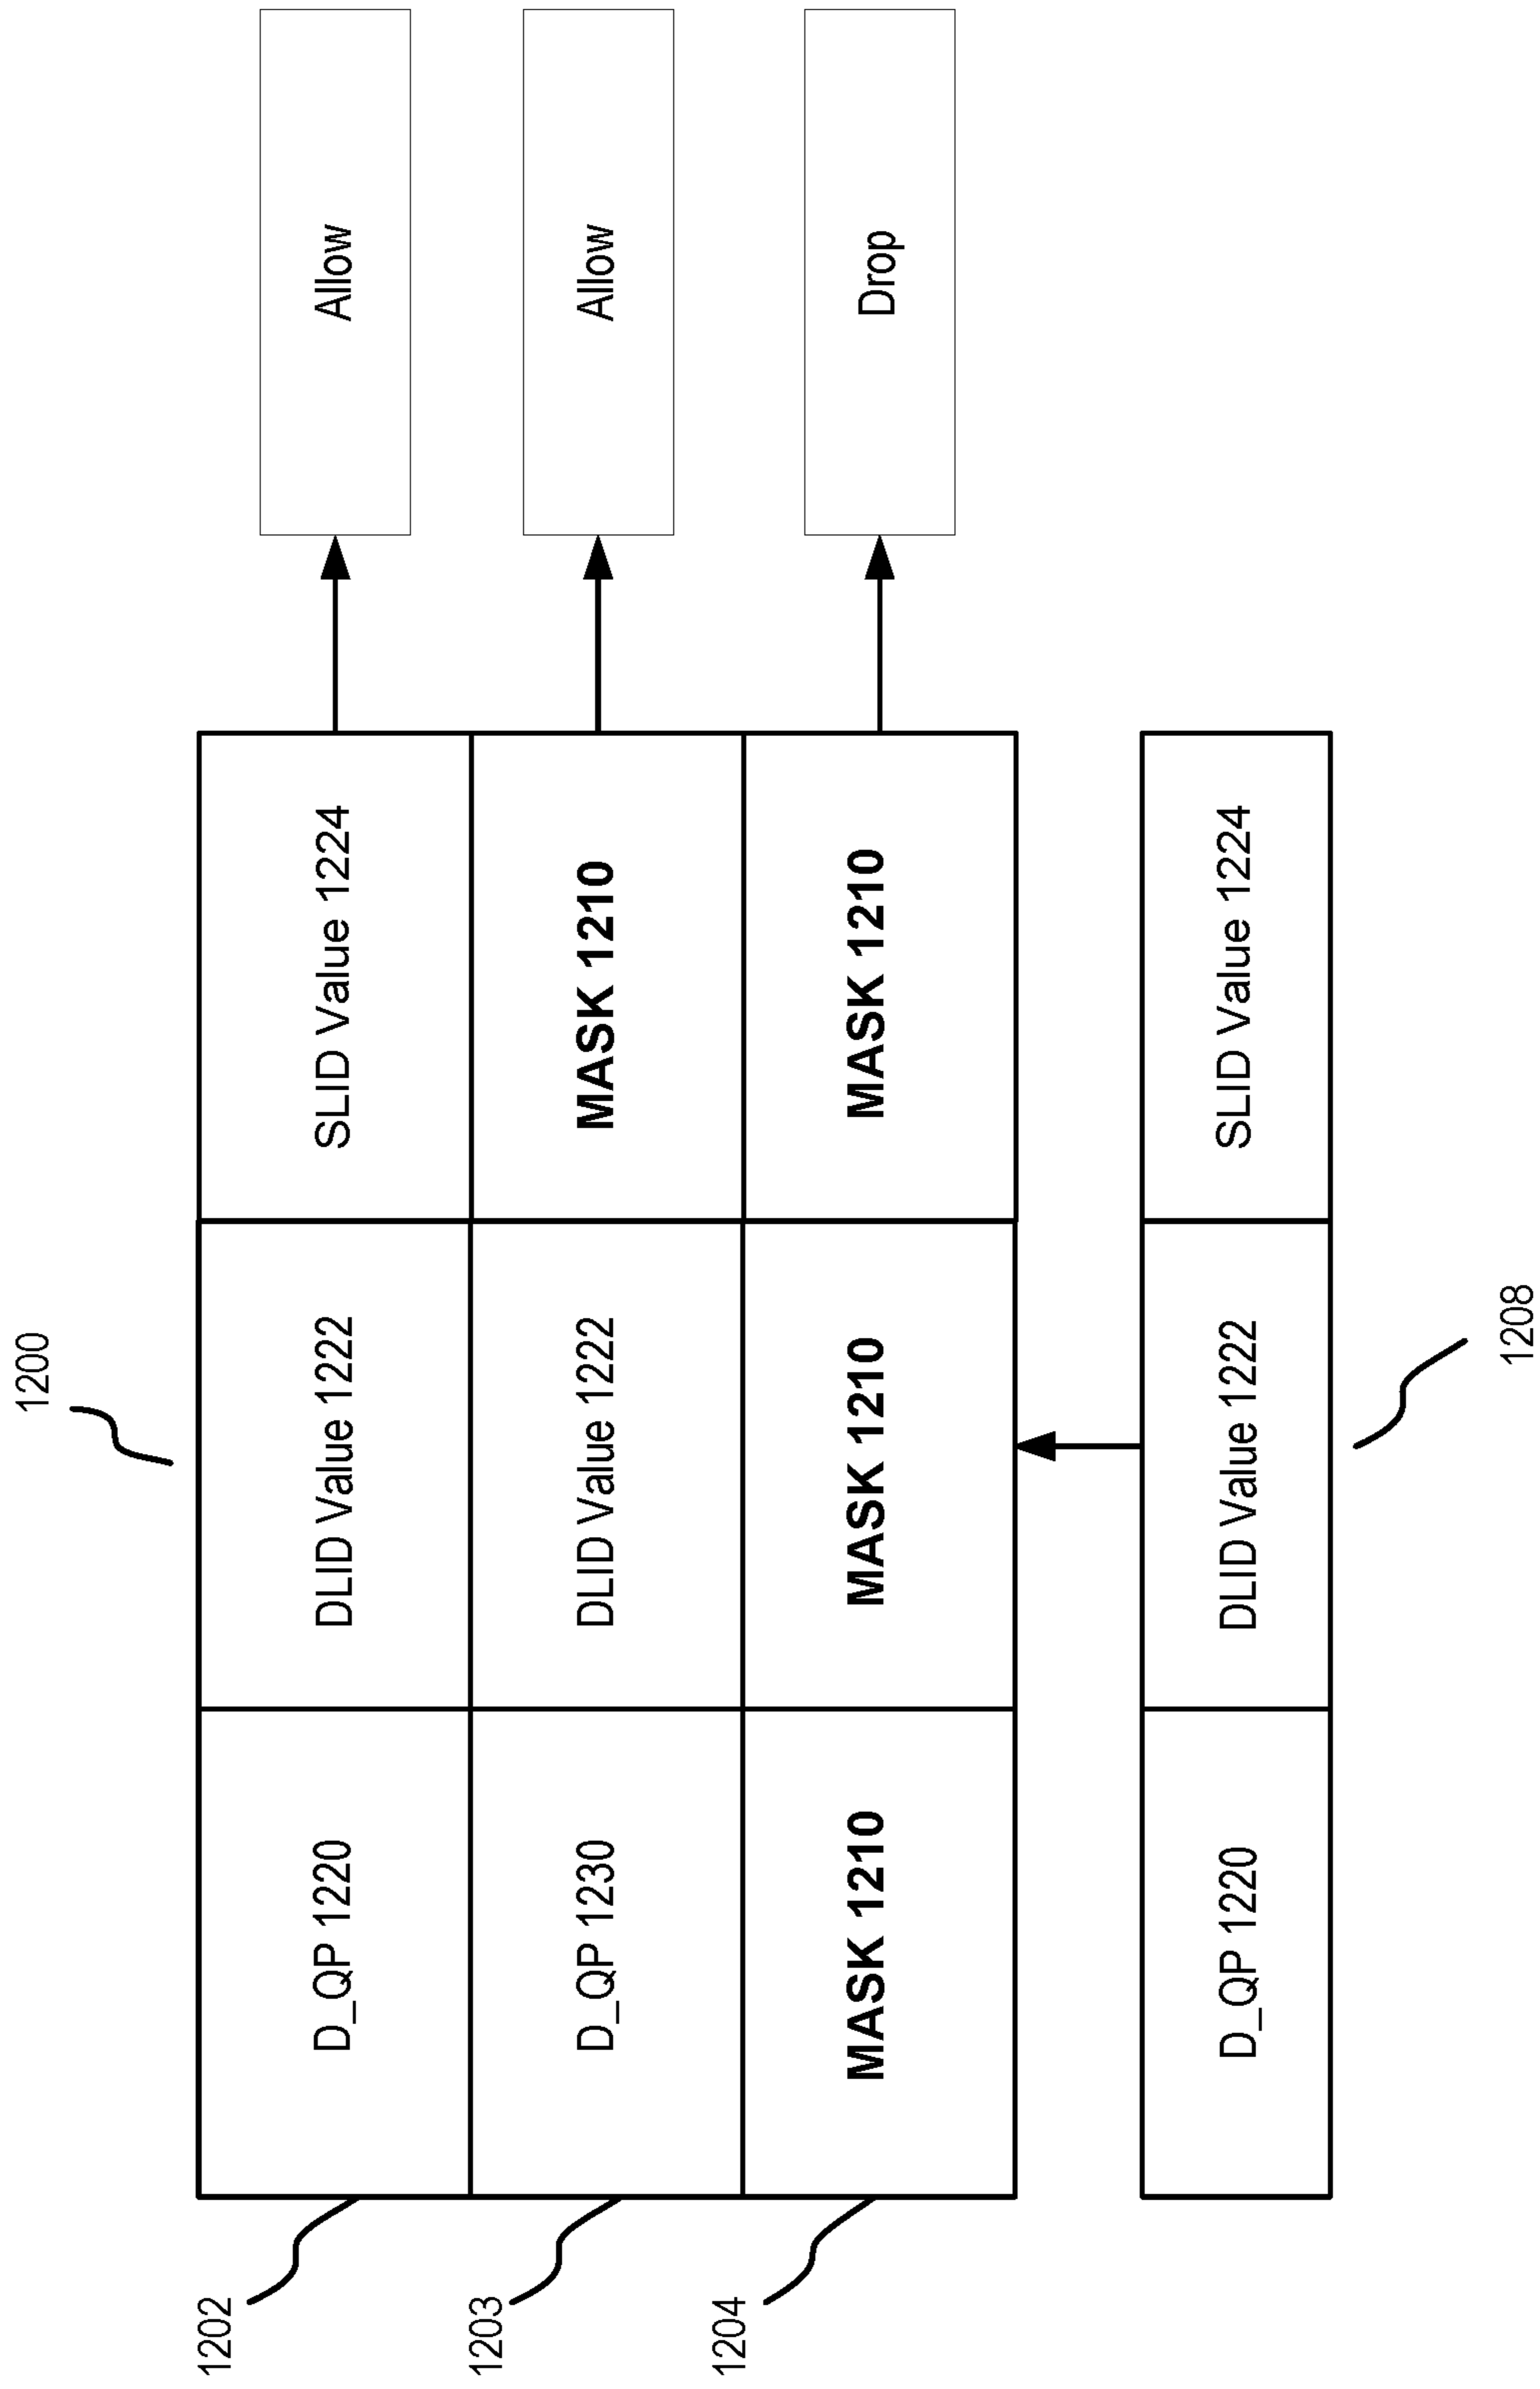 1200
1202
D_QP 1220
DLID Value 1222
SLID Value 1224
Allow
1203
D_QP 1230
DLID Value 1222
MASK 1210
Allow
1204
MASK 1210
MASK 1210
MASK 1210
Drop
D_QP 1220
DLID Value 1222
SLID Value 1224
1208